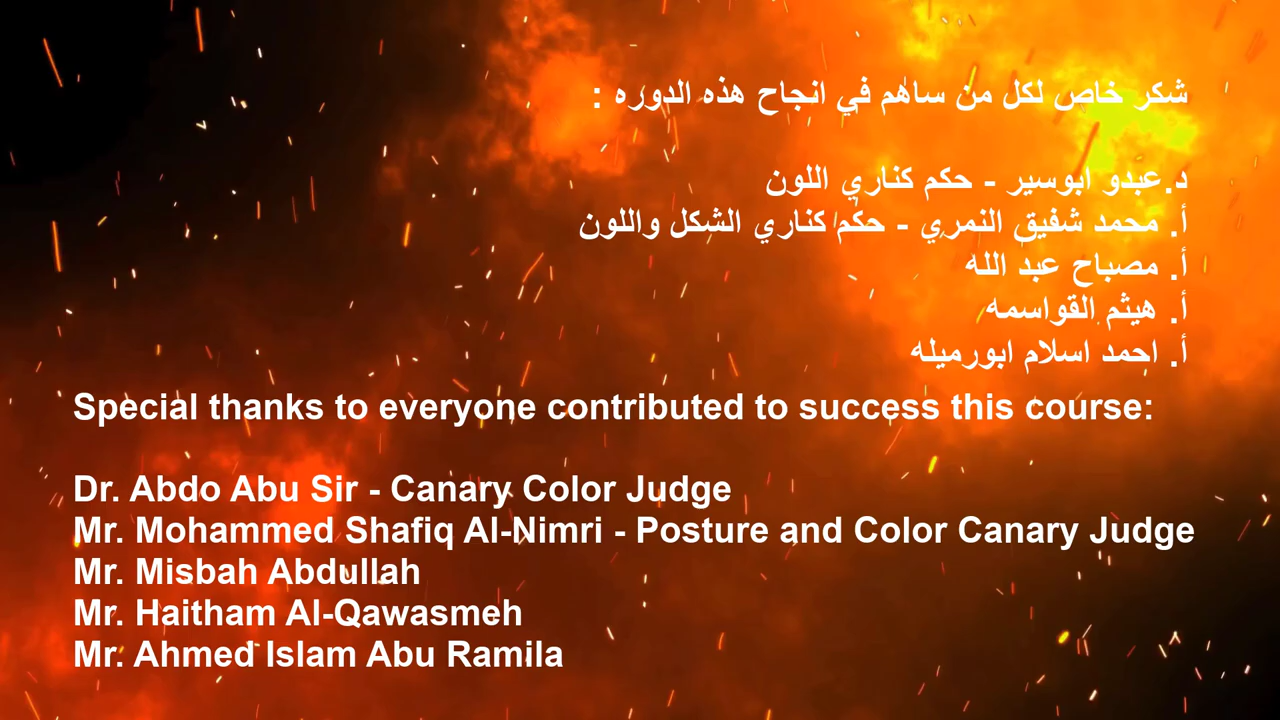 شكر خاص لكل من ساهم في انجاح هذه الدوره :
د.عبدو ابوسير - حكم كناري اللون
أ. محمد شفيق النمري - حكم كناري الشكل واللون
أ. مصباح عبد الله
أ. هيثم القواسمه
أ. احمد اسلام ابورميله
Special thanks to everyone contributed to success this course:
Dr. Abdo Abu Sir - Canary Color Judge
Mr. Mohammed Shafiq Al-Nimri - Posture and Color Canary Judge
Mr. Misbah Abdullah
Mr. Haitham Al-Qawasmeh
Mr. Ahmed Islam Abu Ramila